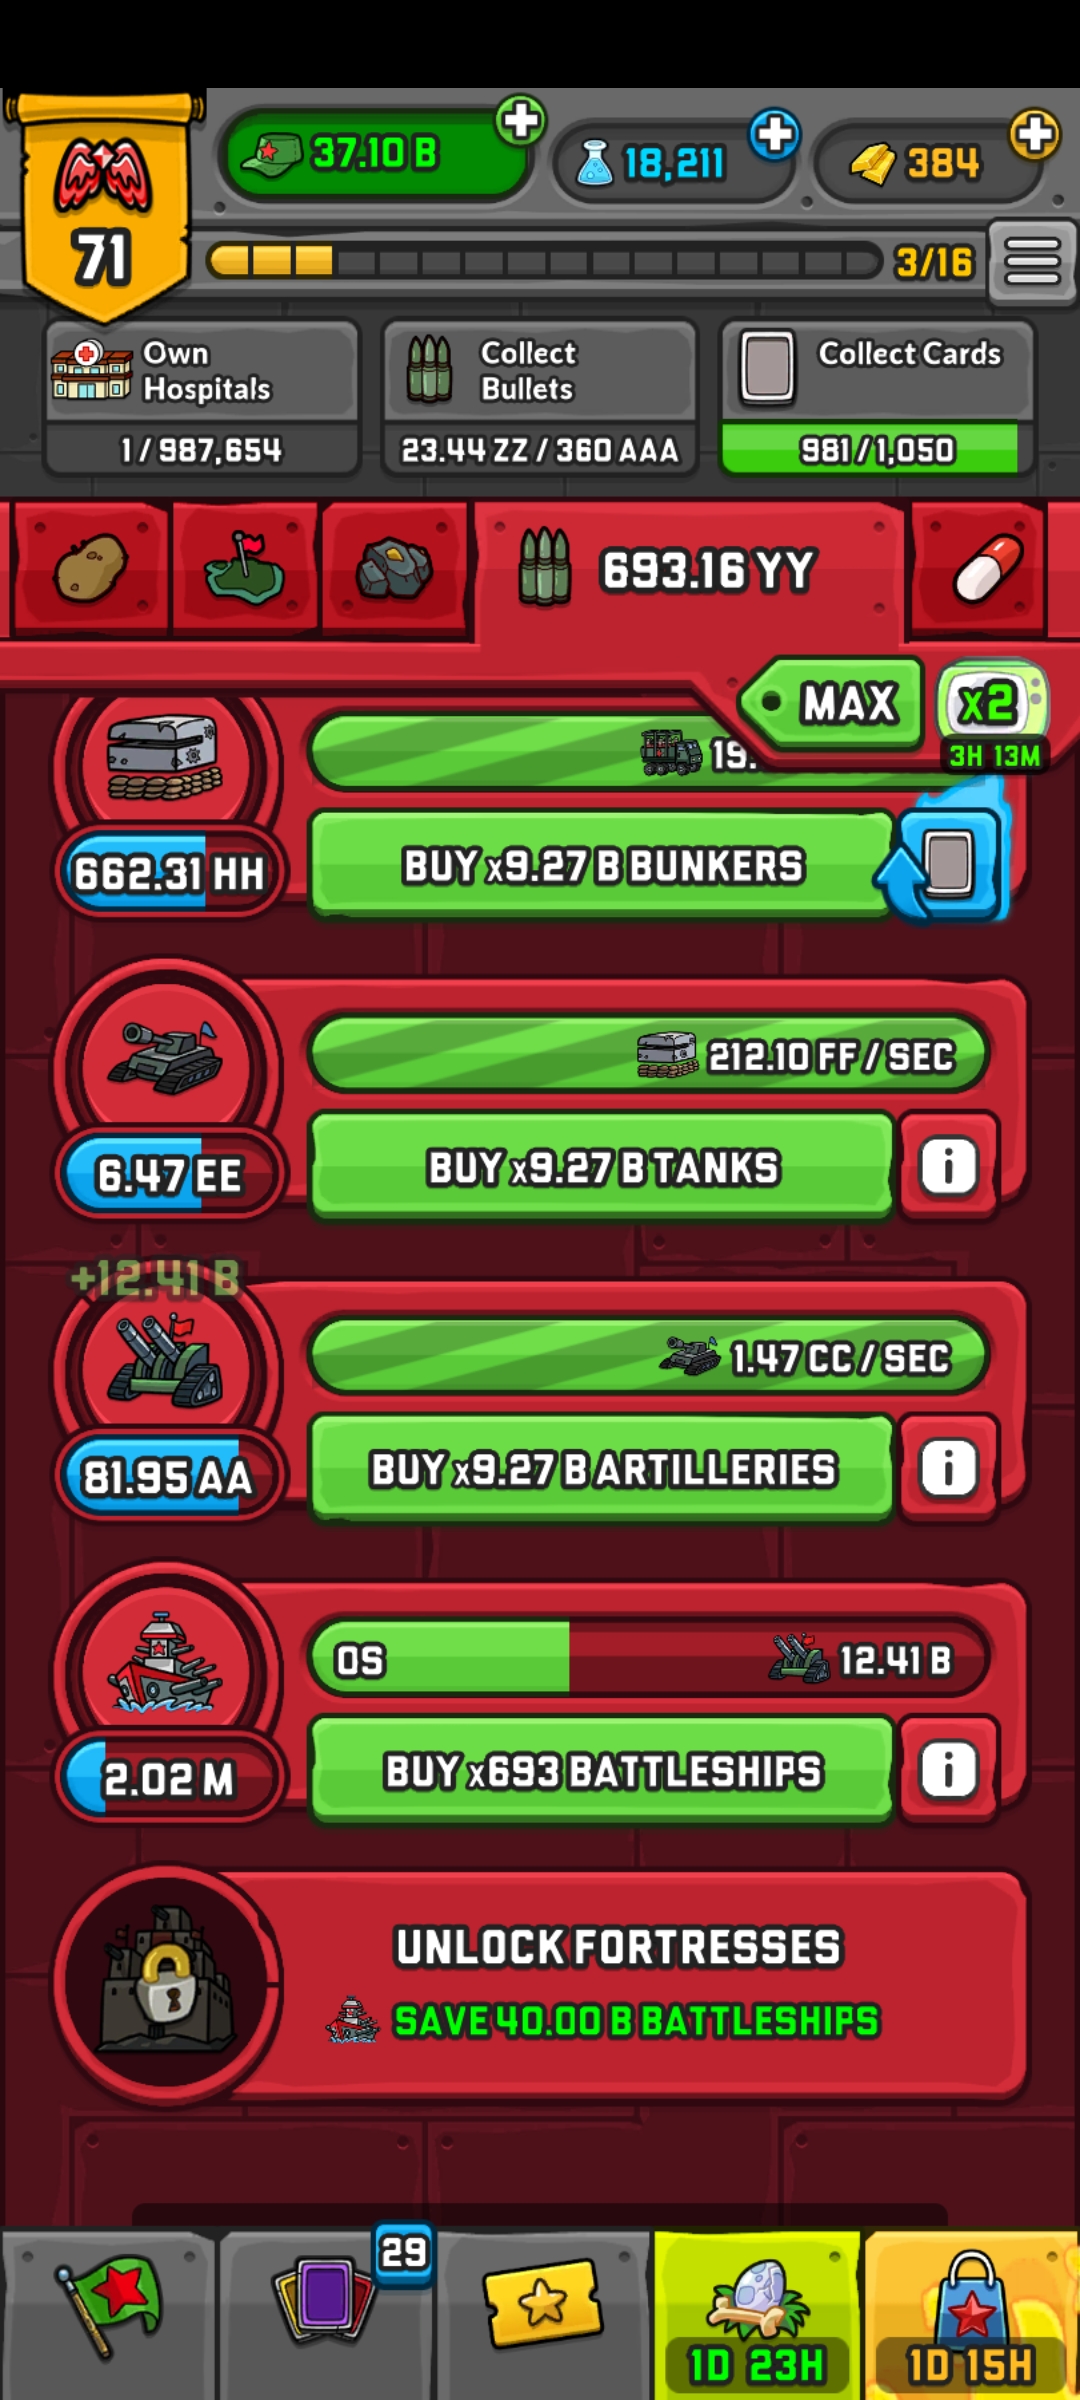 37.10 B
18,211
384
71
3/16
Own
Hospitals
1 / 987,654
Collect
Bullets
23.44 ZZ / 360 AAA
Collect Cards
981 / 1,050
693.16 YY
MAX
x2
3H 13M
19.
662.31 HH
BUY x9.27 B BUNKERS
212.10 FF / SEC
6.47 EE
BUY x9.27 B TANKS
i
+12.41 B
1.47 CC / SEC
81.95 AA
BUY x9.27 B ARTILLERIES
i
0S
12.41 B
2.02 M
BUY x693 BATTLESHIPS
i
UNLOCK FORTRESSES
SAVE 40.00 B BATTLESHIPS
29
1D 23H
1D 15H